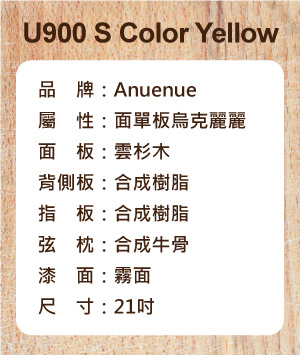 U900 S Color Yellow
品　牌：Anuenue
屬　性：面單板烏克麗麗
面　板：雲杉木
背側板：合成樹脂
指　板：合成樹脂
弦　枕：合成牛骨
漆　面：霧面
尺　寸：21吋